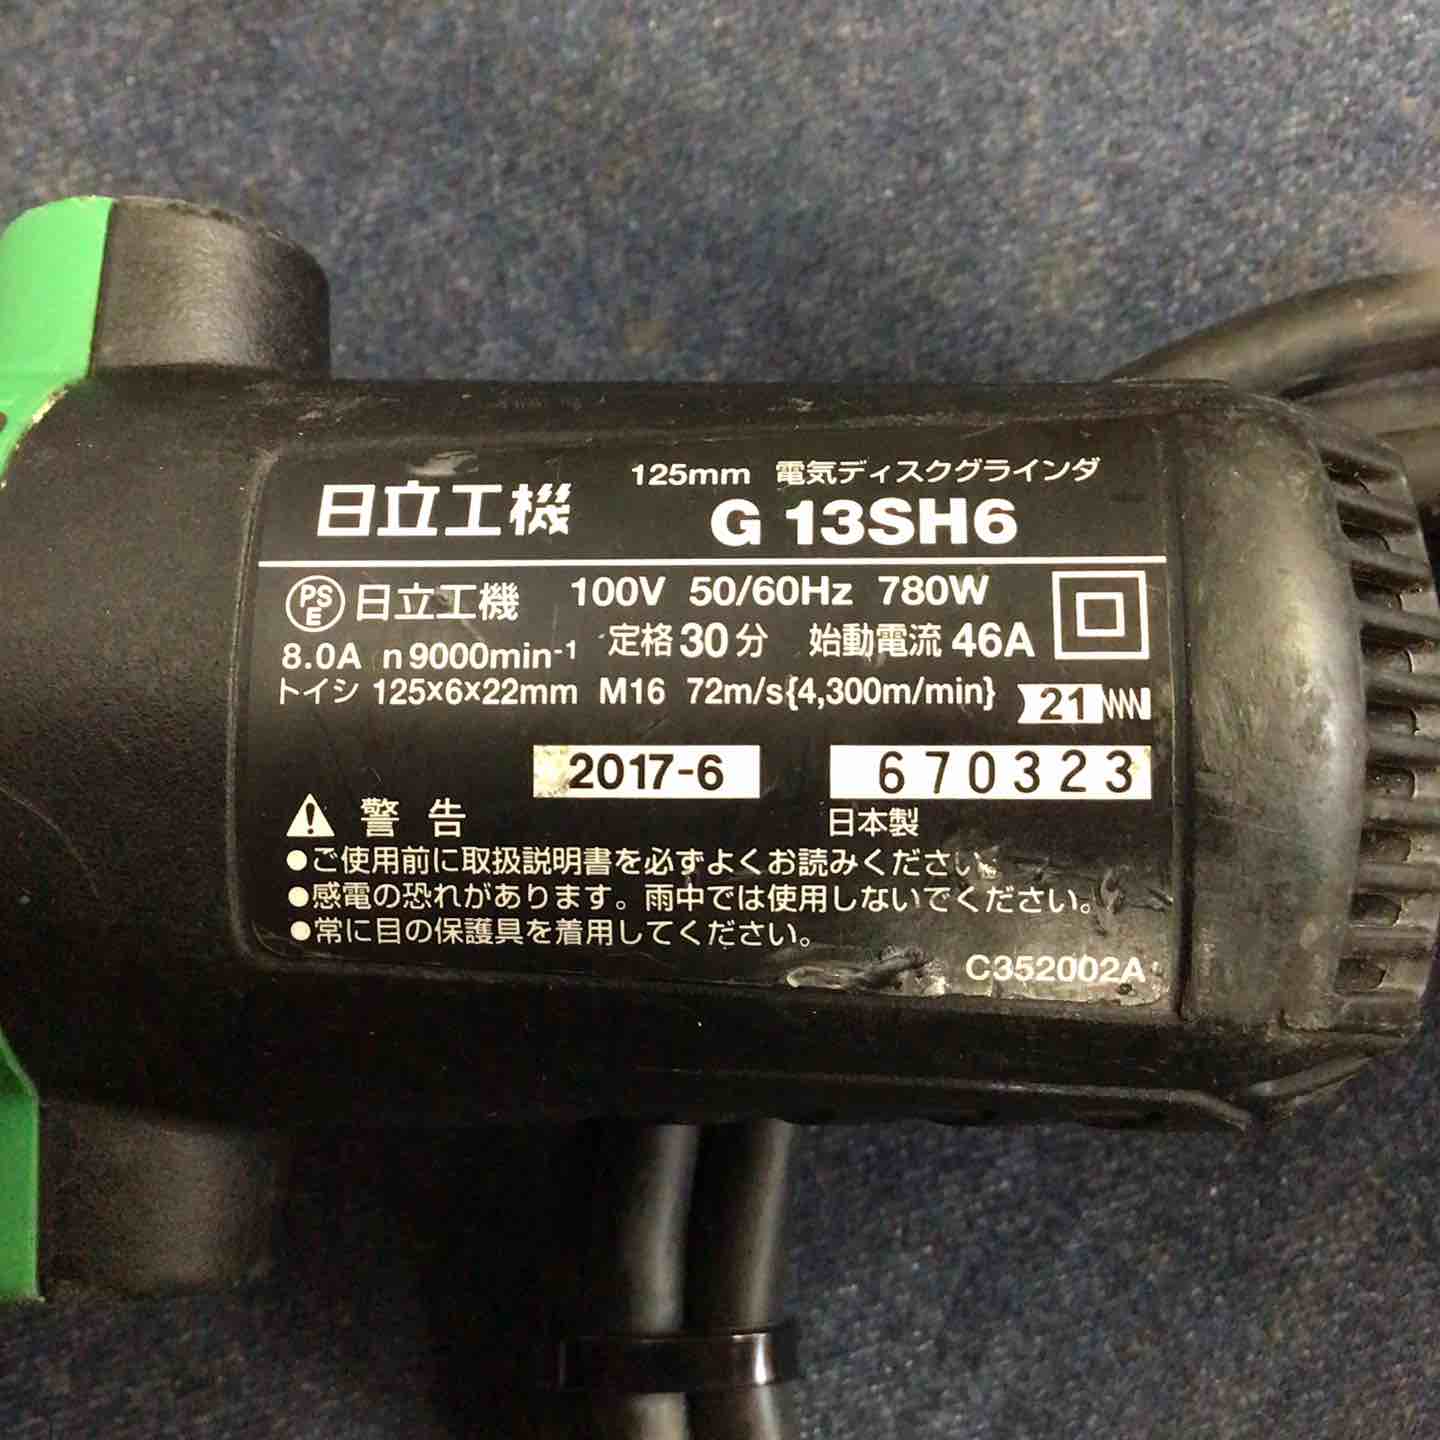 125mm 電気ディスクグラインダ
日立工機 G 13SH6
PSE 日立工機 100V 50/60Hz 780W
8.0A n 9000min-1 定格30分 始動電流 46A
トイシ 125×6×22mm M16 72m/s{4,300m/min} 21
2017-6 670323
日本製
⚠ 警告
●ご使用前に取扱説明書を必ずよくお読みください。
●感電の恐れがあります。雨中では使用しないでください。
●常に目の保護具を着用してください。
C352002A